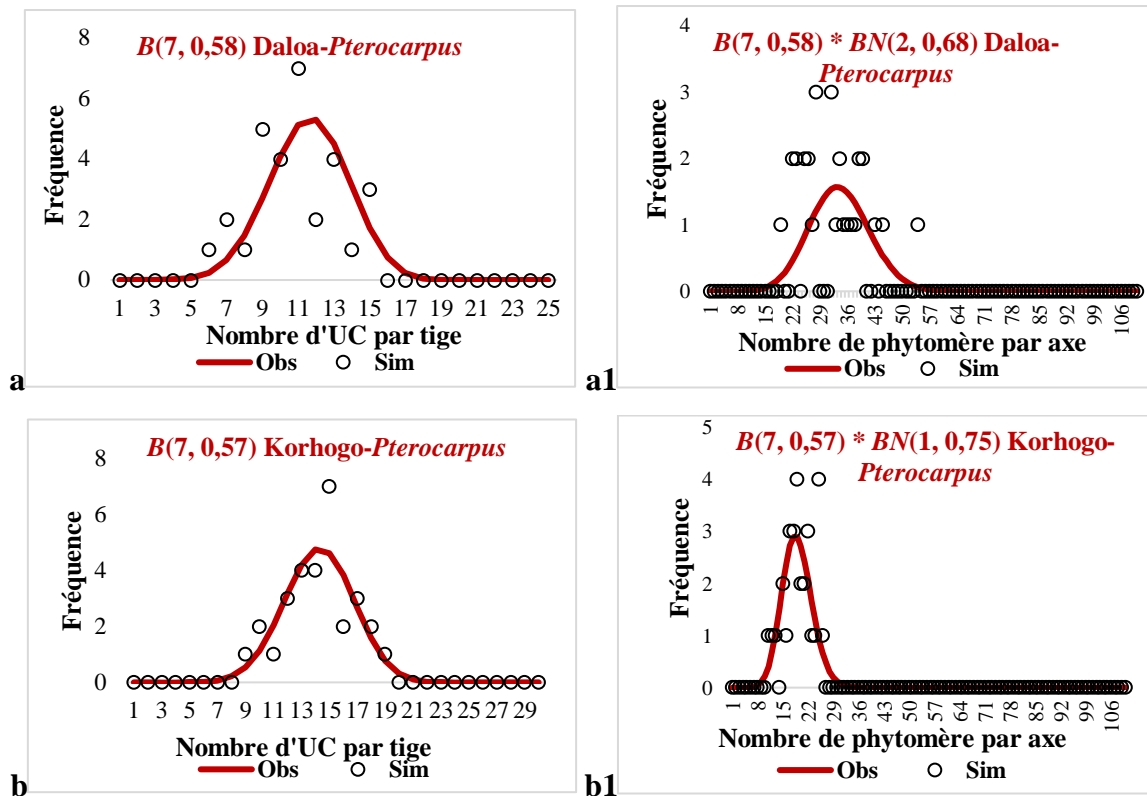 B(7, 0,58) Daloa-Pterocarpus
8
6
4
2
0
Fréquence
1 3 5 7 9 11 13 15 17 19 21 23 25
Nombre d'UC par tige
Obs Sim
a
B(7, 0,58) * BN(2, 0,68) Daloa-
Pterocarpus
4
3
2
1
0
Fréquence
1 8 15 22 29 36 43 50 57 64 71 78 85 92 99 106
Nombre de phytomère par axe
Obs Sim
a1
B(7, 0,57) Korhogo-Pterocarpus
8
6
4
2
0
Fréquence
1 3 5 7 9 11 13 15 17 19 21 23 25 27 29
Nombre d'UC par tige
Obs Sim
b
B(7, 0,57) * BN(1, 0,75) Korhogo-
Pterocarpus
5
4
3
2
1
0
Fréquence
1 8 15 22 29 36 43 50 57 64 71 78 85 92 99 106
Nombre de phytomère par axe
Obs Sim
b1